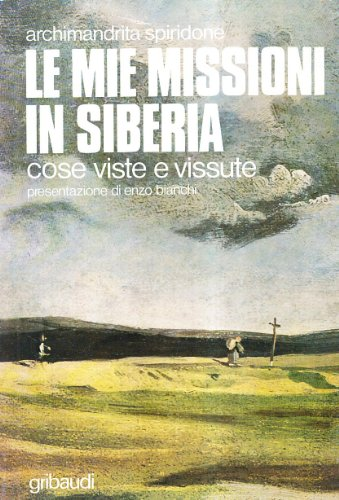 archimandrita spiridone
LE MIE MISSIONI
IN SIBERIA
cose viste e vissute
presentazione di enzo bianchi
gribaudi